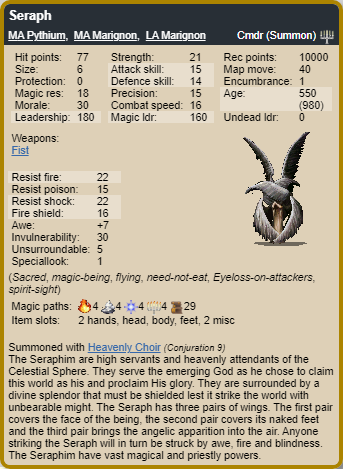 Seraph
MA Pythium, MA Marignon, LA Marignon Cmdr (Summon)
Hit points: 77 Strength: 21 Rec points: 10000
Size: 6 Attack skill: 15 Map move: 40
Protection: 0 Defence skill: 14 Encumbrance: 1
Magic res: 18 Precision: 15 Age: 550
Morale: 30 Combat speed: 16 (980)
Leadership: 180 Magic ldr: 160 Undead ldr: 0
Weapons:
Fist
Resist fire: 22
Resist poison: 15
Resist shock: 22
Fire shield: 16
Awe: +7
Invulnerability: 30
Unsurroundable: 5
Speciallook: 1
(Sacred, magic-being, flying, need-not-eat, Eyeloss-on-attackers,
spirit-sight)
Magic paths: 4 4 4 4 29
Item slots: 2 hands, head, body, feet, 2 misc
Summoned with Heavenly Choir (Conjuration 9)
The Seraphim are high servants and heavenly attendants of the
Celestial Sphere. They serve the emerging God as he chose to claim
this world as his and proclaim His glory. They are surrounded by a
divine splendor that must be shielded lest it strike the world with
unbearable might. The Seraph has three pairs of wings. The first pair
covers the face of the being, the second pair covers its naked feet
and the third pair brings the angelic apparition into the air. Anyone
striking the Seraph will in turn be struck by awe, fire and blindness.
The Seraphim have vast magical and priestly powers.